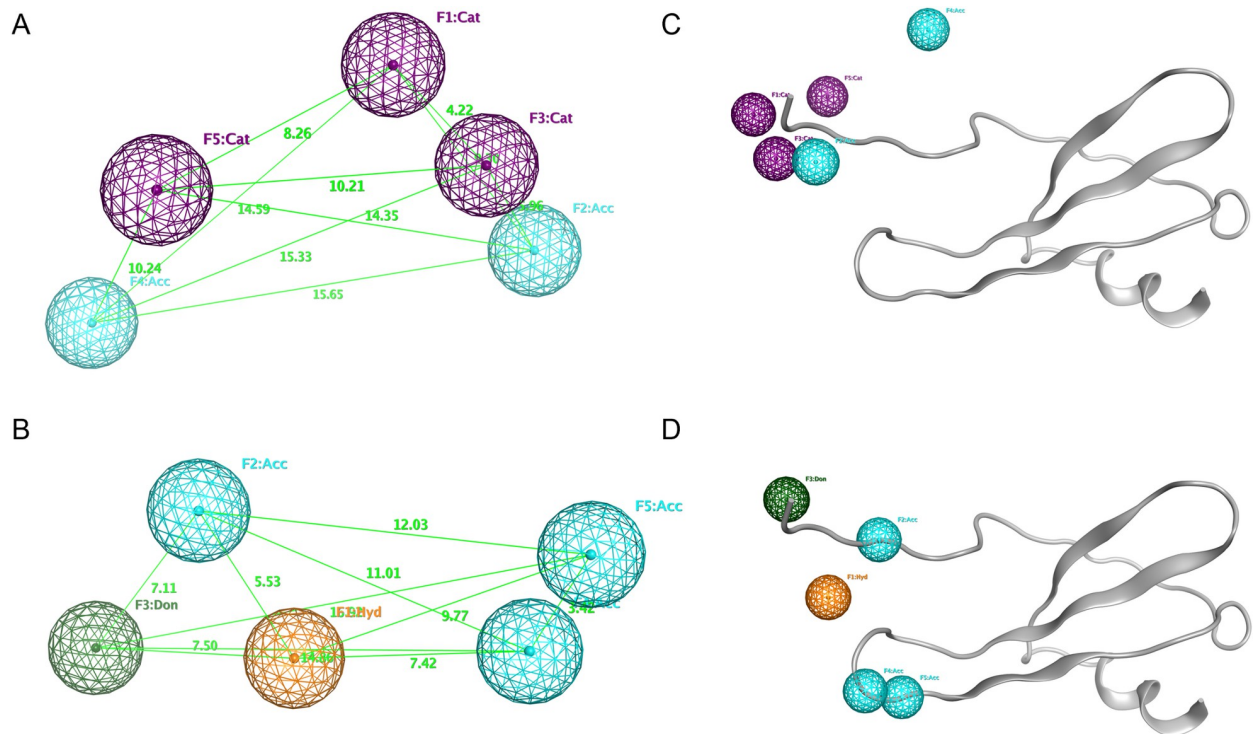 A
F1:Cat
4.22
F3:Cat
F5:Cat
8.26
10.21
14.59
14.35
F2:Acc
15.33
10.24
F4:Acc
15.65
C
F4:Acc
F5:Cat
F1:Cat
F3:Cat
B
F2:Acc
F5:Acc
12.03
11.01
7.11
5.53
F3:Don
9.77
7.50
7.42
D
F3:Don
F2:Acc
F1:Hyd
F4:Acc
F5:Acc